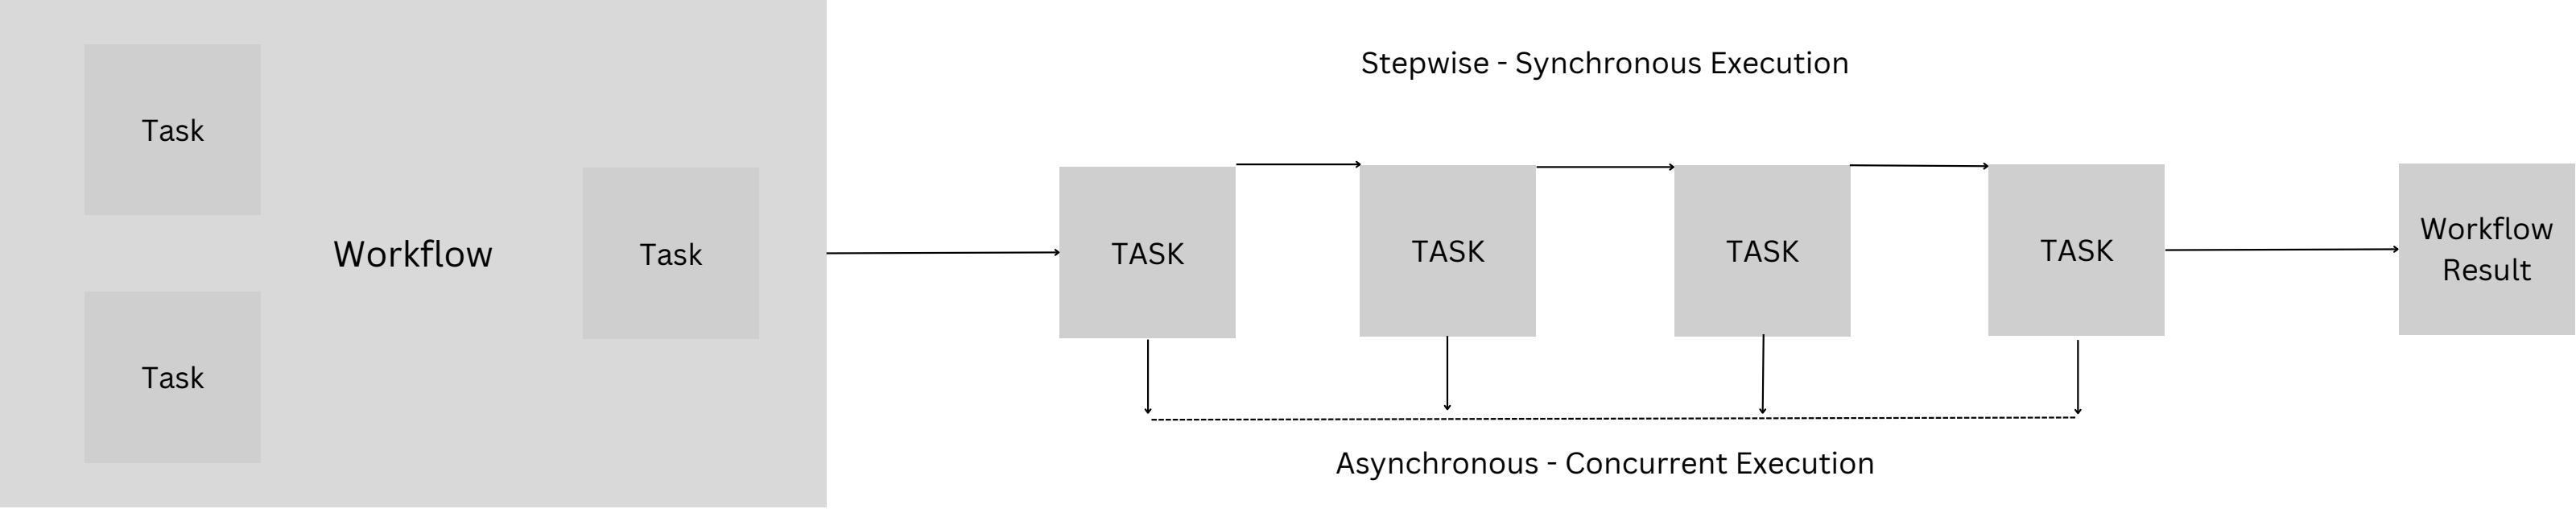 Task
Workflow
Task
Task
Stepwise - Synchronous Execution
TASK
TASK
TASK
TASK
Workflow
Result
Asynchronous - Concurrent Execution